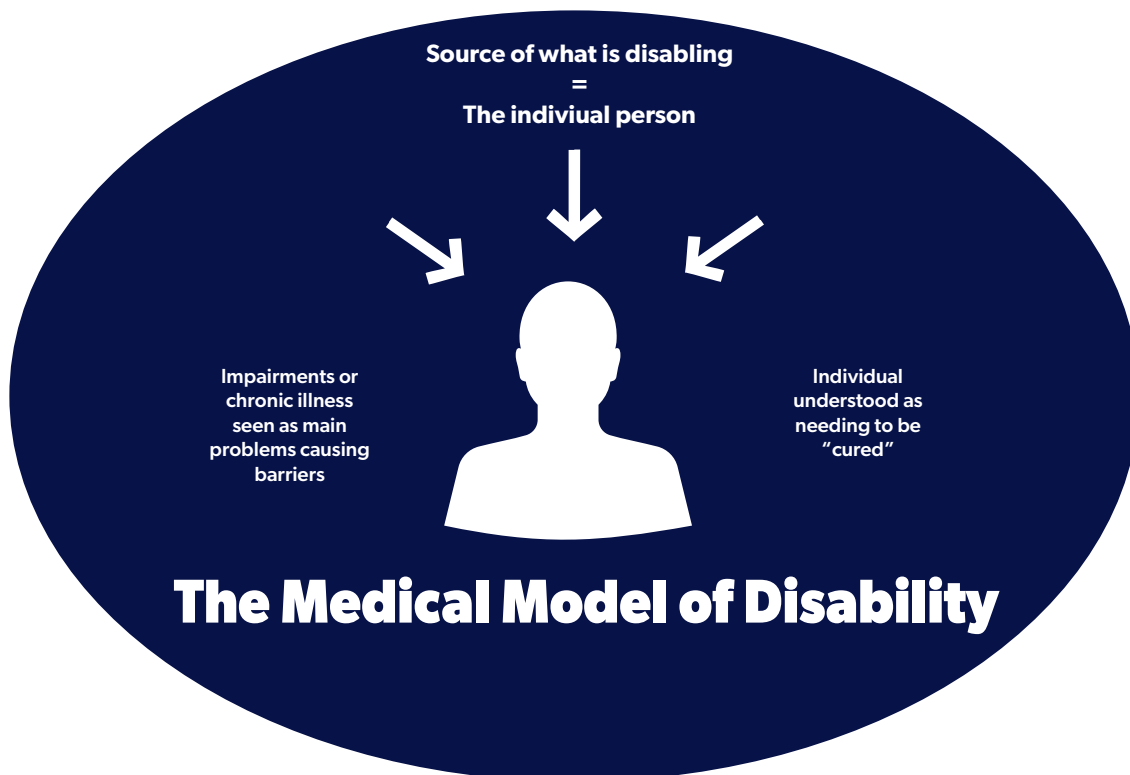 Source of what is disabling
=
The indiviual person
Impairments or
chronic illness
seen as main
problems causing
barriers
Individual
understood as
needing to be
“cured”
The Medical Model of Disability